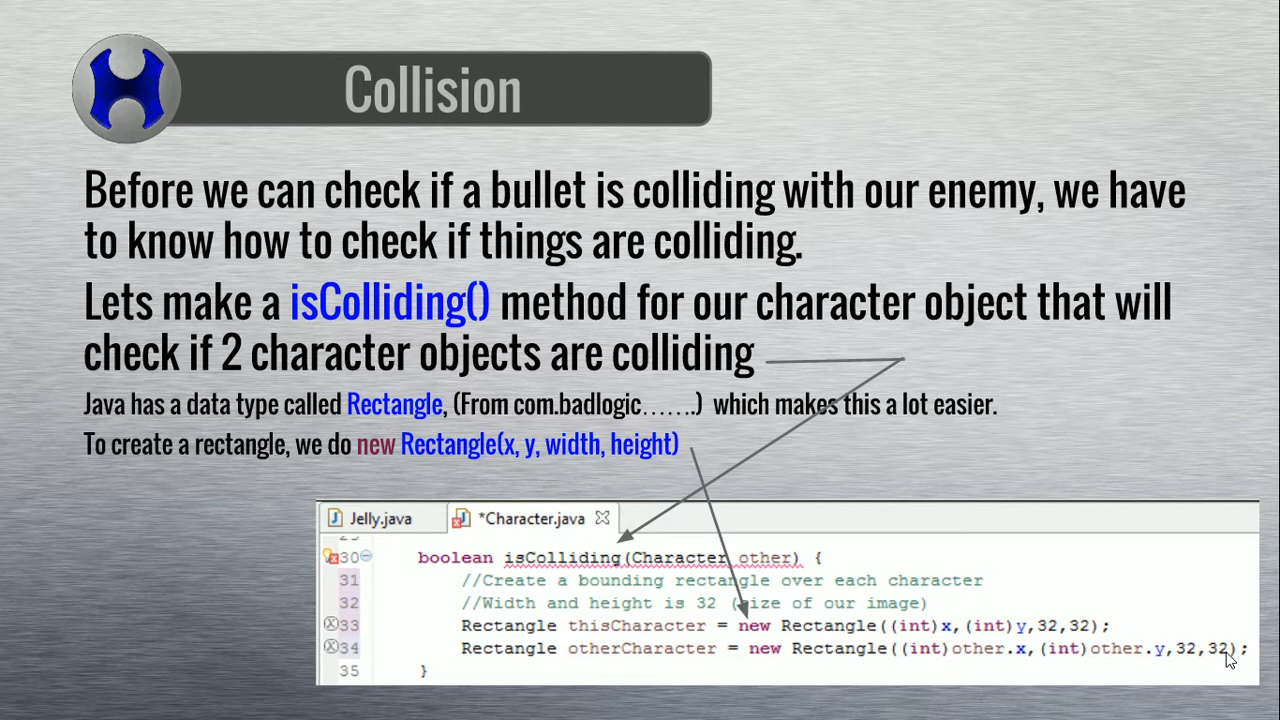 Collision
Before we can check if a bullet is colliding with our enemy, we have
to know how to check if things are colliding.
Lets make a isColliding() method for our character object that will
check if 2 character objects are colliding
Java has a data type called Rectangle, (From com.badlogic…….) which makes this a lot easier.
To create a rectangle, we do new Rectangle(x, y, width, height)
Jelly.java *Character.java
30 boolean isColliding(Character other) {
31 //Create a bounding rectangle over each character
32 //Width and height is 32 (size of our image)
33 Rectangle thisCharacter = new Rectangle((int)x,(int)y,32,32);
34 Rectangle otherCharacter = new Rectangle((int)other.x,(int)other.y,32,32);
35 }